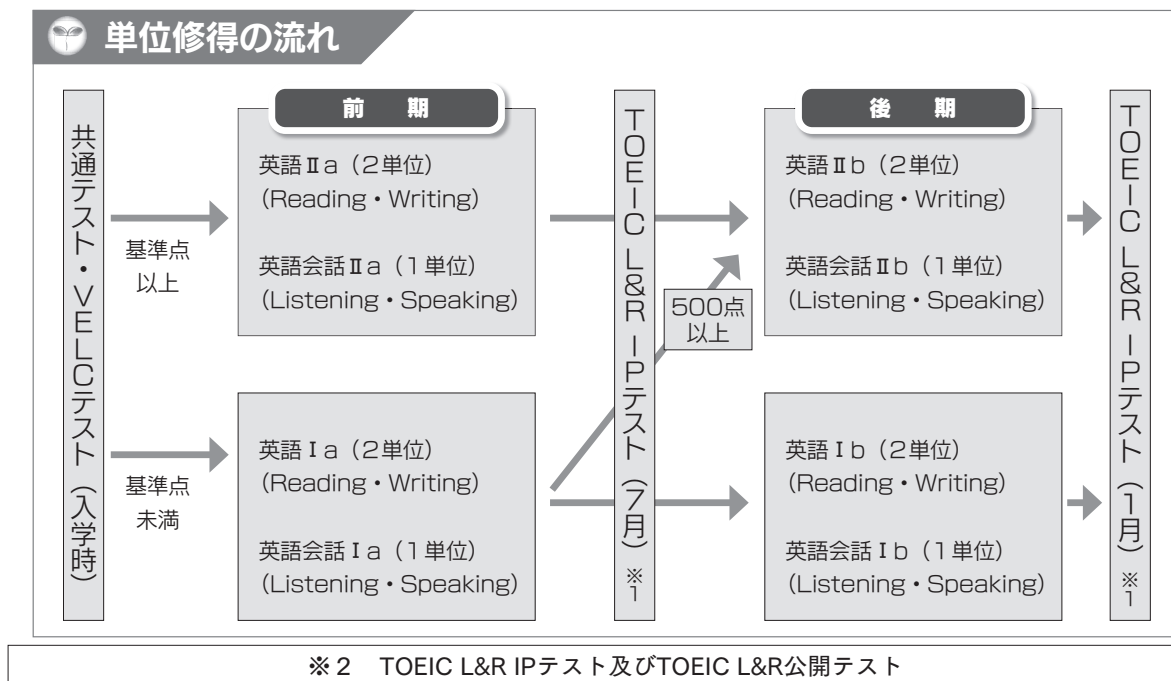 単位修得の流れ
共通テスト・VELCテスト（入学時）
基準点
以上
基準点
未満
前　期
英語Ⅱa（2単位）
（Reading・Writing）
英語会話Ⅱa（1単位）
（Listening・Speaking）
英語Ⅰa（2単位）
（Reading・Writing）
英語会話Ⅰa（1単位）
（Listening・Speaking）
TOEIC L&R IPテスト（7月）※1
500点
以上
後　期
英語Ⅱb（2単位）
（Reading・Writing）
英語会話Ⅱb（1単位）
（Listening・Speaking）
英語Ⅰb（2単位）
（Reading・Writing）
英語会話Ⅰb（1単位）
（Listening・Speaking）
TOEIC L&R IPテスト（1月）※1
※2　TOEIC L&R IPテスト及びTOEIC L&R公開テスト